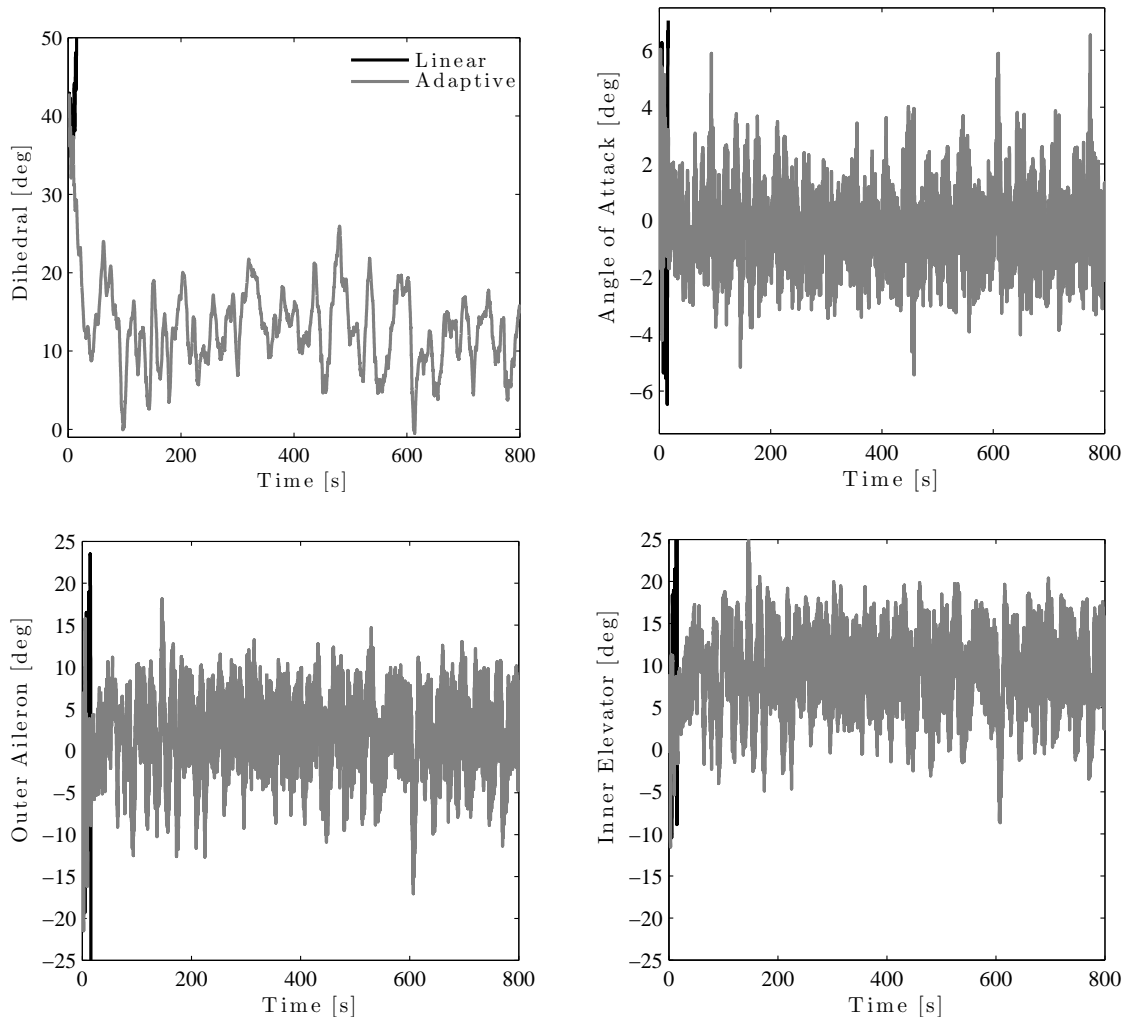 50
40
30
20
10
0
0 200 400 600 800
Dihedral [deg]
Time [s]
Linear
Adaptive
6
4
2
0
−2
−4
−6
0 200 400 600 800
Angle of Attack [deg]
Time [s]
25
20
15
10
5
0
−5
−10
−15
−20
−25
0 200 400 600 800
Outer Aileron [deg]
Time [s]
25
20
15
10
5
0
−5
−10
−15
−20
−25
0 200 400 600 800
Inner Elevator [deg]
Time [s]